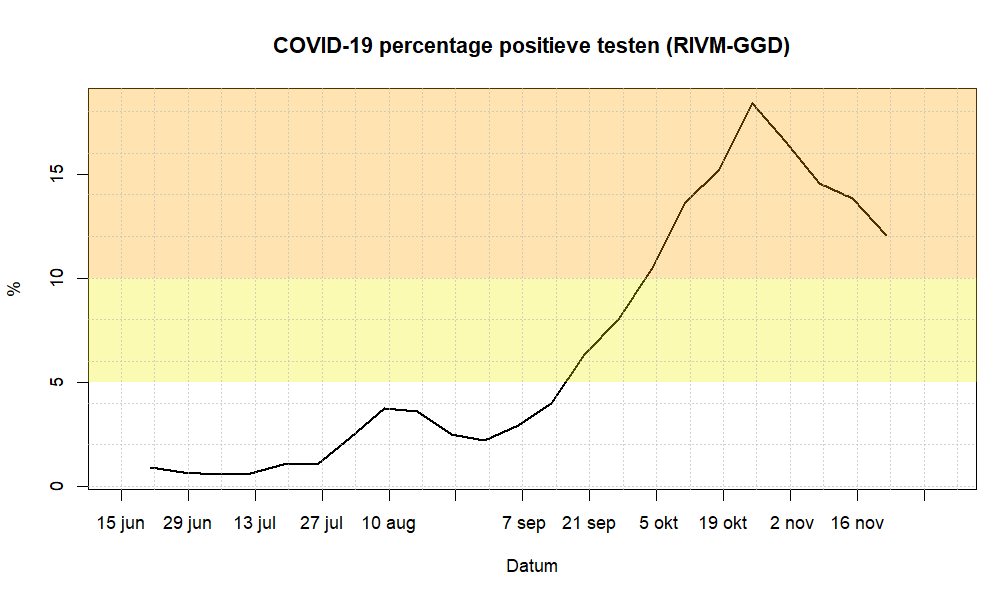 COVID-19 percentage positieve testen (RIVM-GGD)
%
15
10
5
0
15 jun 29 jun 13 jul 27 jul 10 aug 7 sep 21 sep 5 okt 19 okt 2 nov 16 nov
Datum